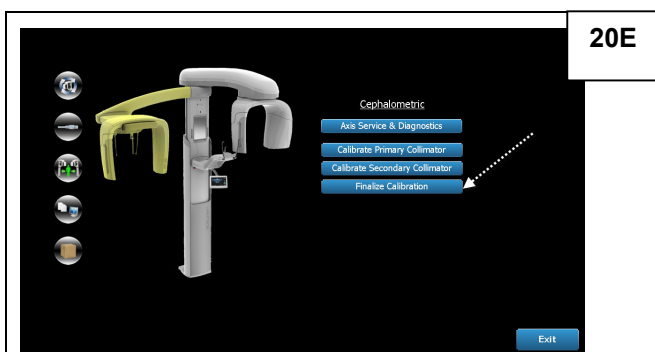 20E
Cephalometric
Axis Service & Diagnostics
Calibrate Primary Collimator
Calibrate Secondary Collimator
Finalize Calibration
Exit